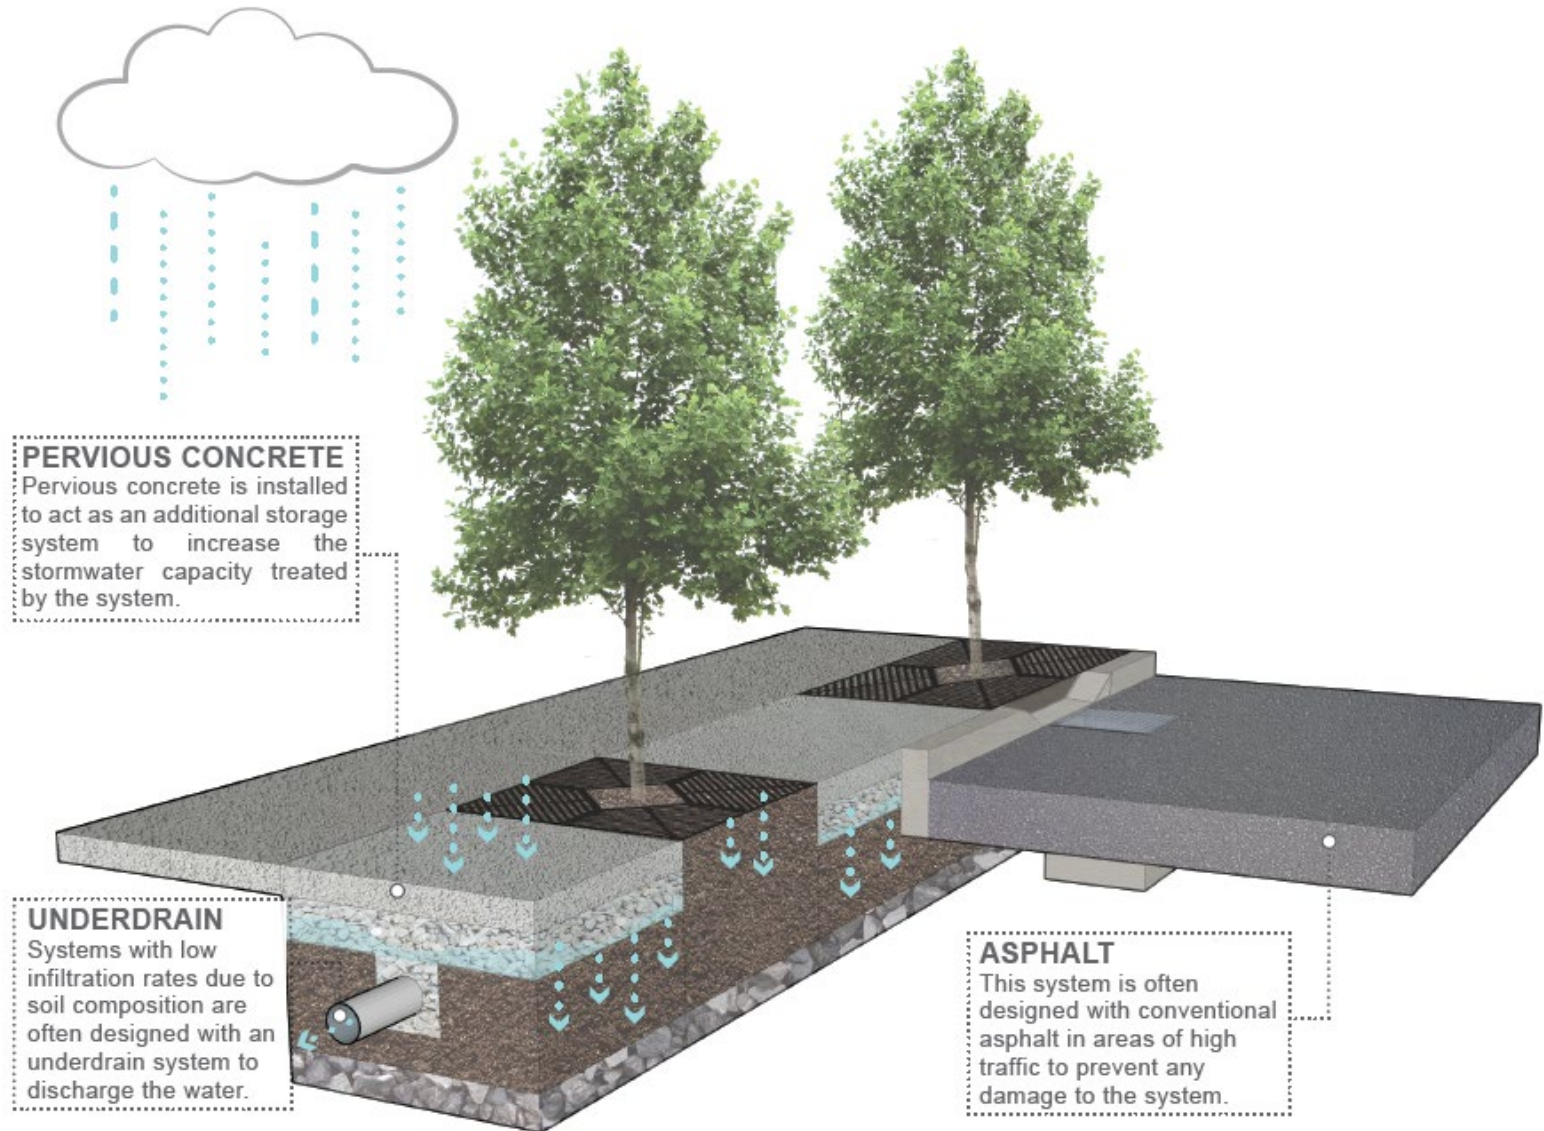 PERVIOUS CONCRETE
Pervious concrete is installed
to act as an additional storage
system to increase the
stormwater capacity treated
by the system.
UNDERDRAIN
Systems with low
infiltration rates due to
soil composition are
often designed with an
underdrain system to
discharge the water.
ASPHALT
This system is often
designed with conventional
asphalt in areas of high
traffic to prevent any
damage to the system.